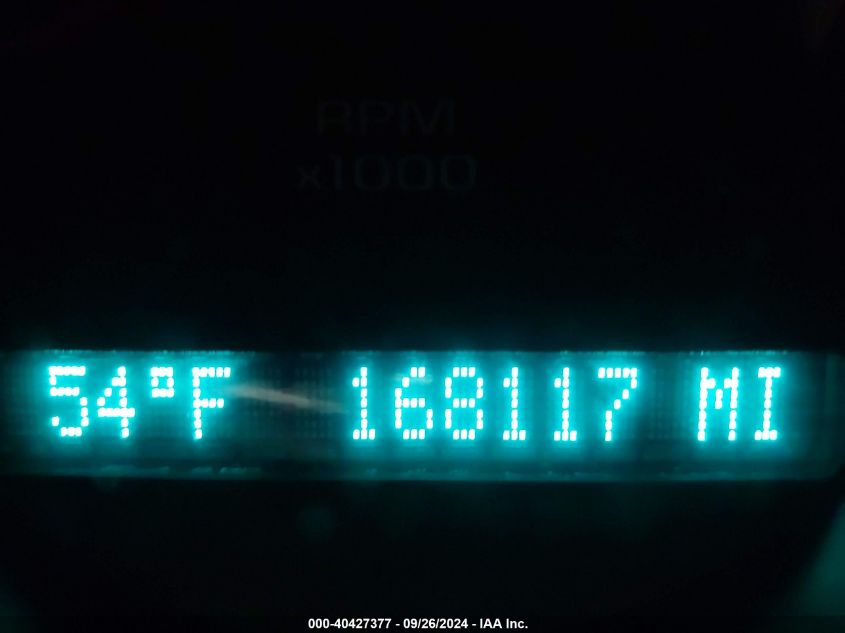 RPM
x1000
54°F 168117 MI
000-40427377 - 09/26/2024 - IAA Inc.